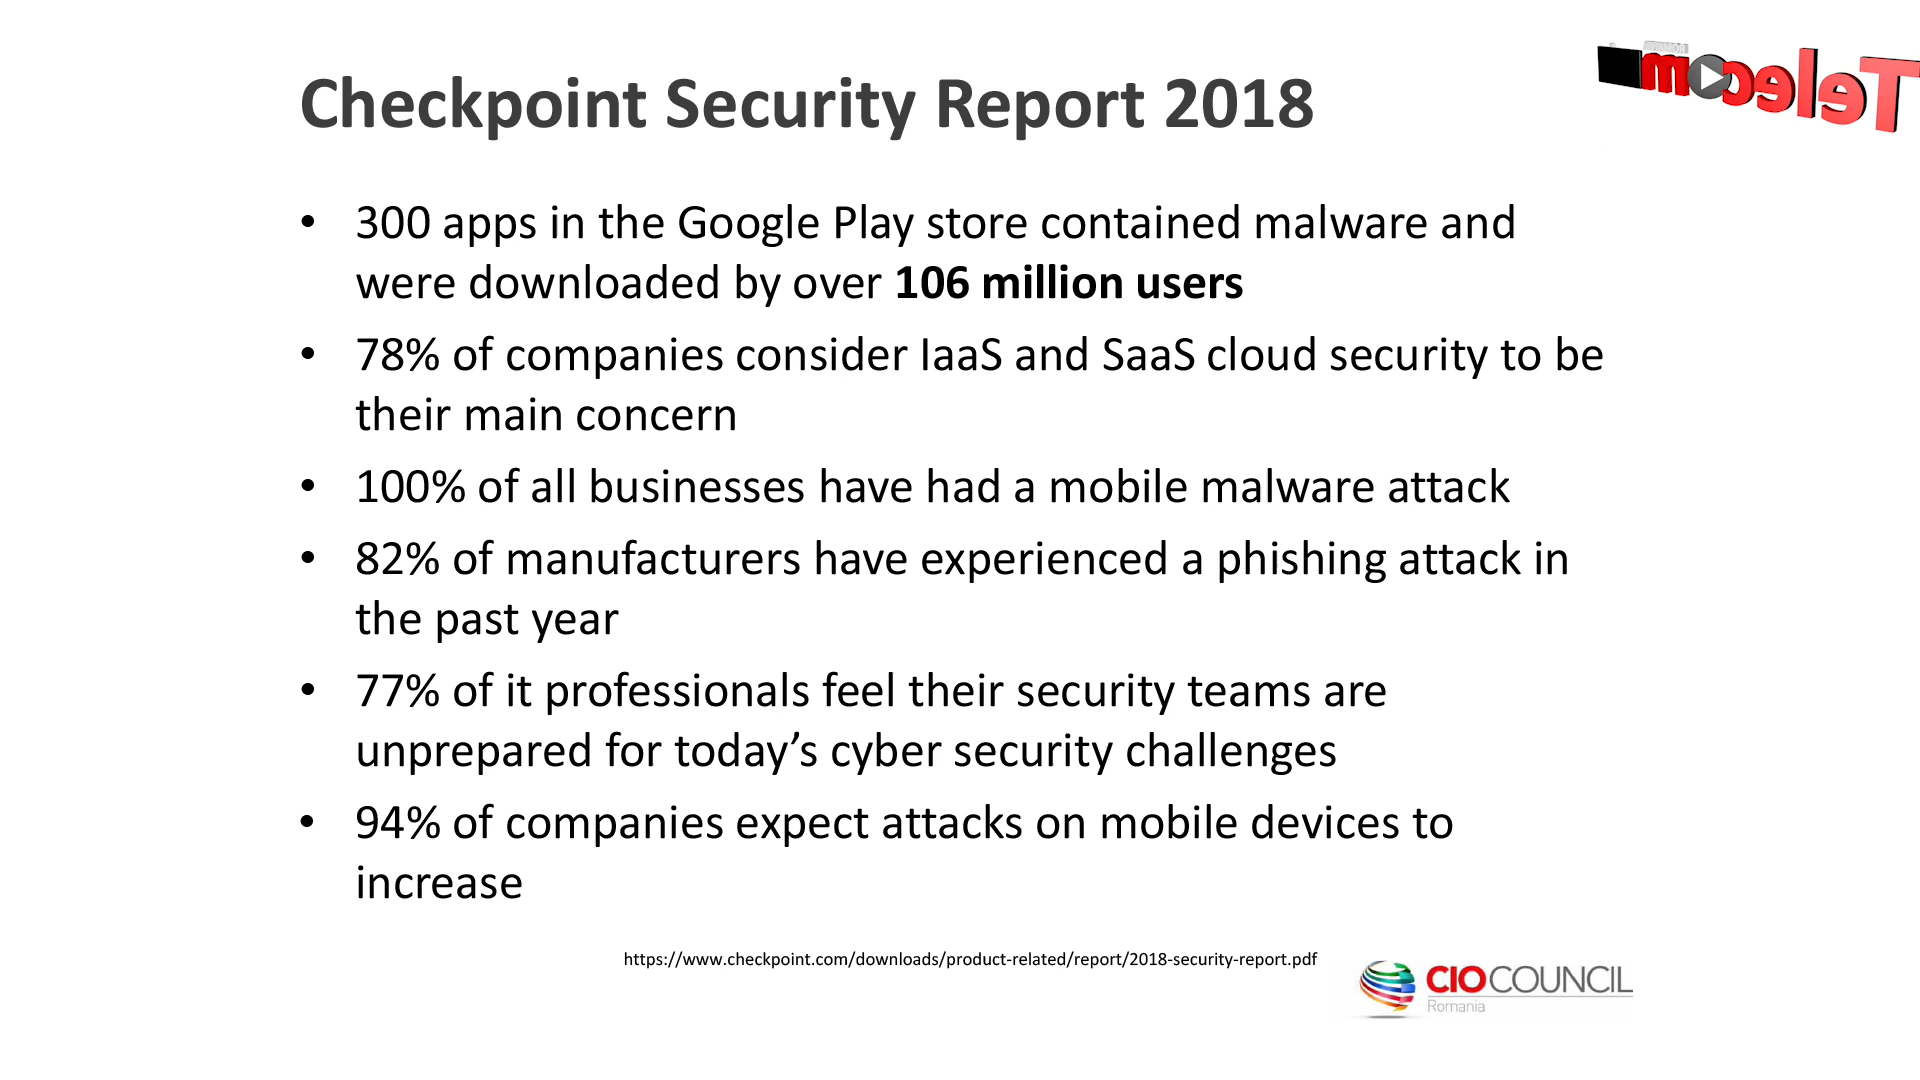 Checkpoint Security Report 2018
Telecom
• 300 apps in the Google Play store contained malware and
were downloaded by over 106 million users
• 78% of companies consider IaaS and SaaS cloud security to be
their main concern
• 100% of all businesses have had a mobile malware attack
• 82% of manufacturers have experienced a phishing attack in
the past year
• 77% of it professionals feel their security teams are
unprepared for today’s cyber security challenges
• 94% of companies expect attacks on mobile devices to
increase
https://www.checkpoint.com/downloads/product-related/report/2018-security-report.pdf
CIO COUNCIL
Romania